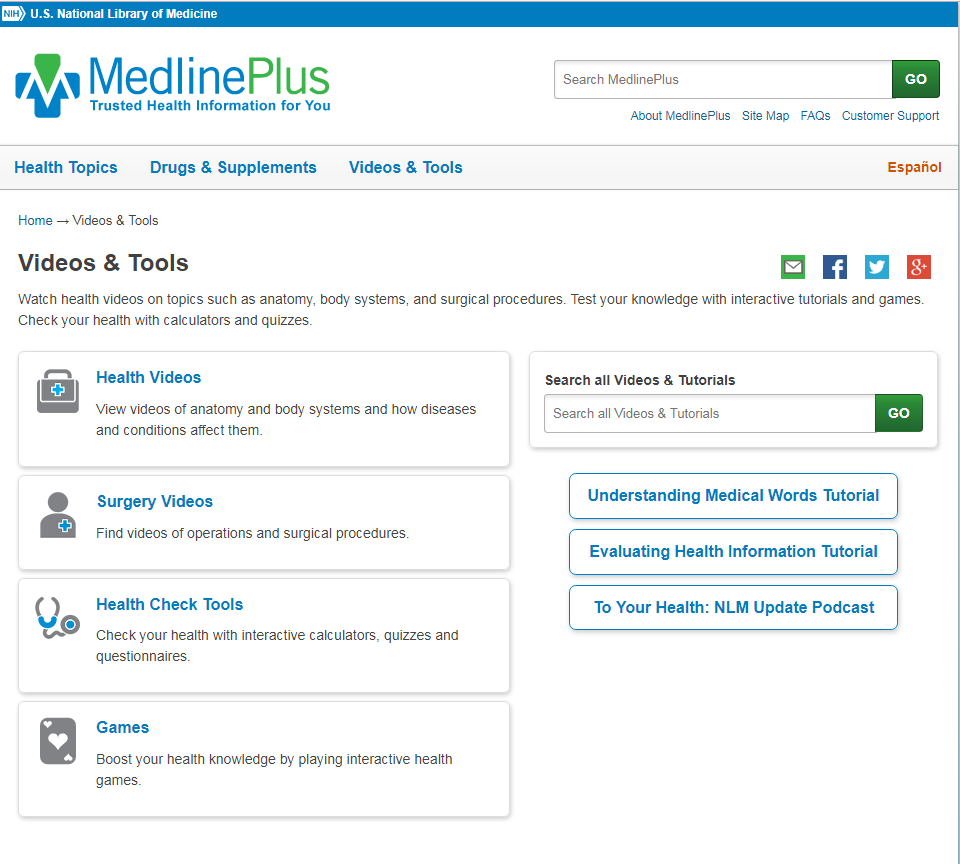 NIH U.S. National Library of Medicine
MedlinePlus
Trusted Health Information for You
Search MedlinePlus
GO
About MedlinePlus Site Map FAQs Customer Support
Health Topics Drugs & Supplements Videos & Tools Español
Home → Videos & Tools
Videos & Tools
Watch health videos on topics such as anatomy, body systems, and surgical procedures. Test your knowledge with interactive tutorials and games.
Check your health with calculators and quizzes.
Health Videos
View videos of anatomy and body systems and how diseases
and conditions affect them.
Surgery Videos
Find videos of operations and surgical procedures.
Health Check Tools
Check your health with interactive calculators, quizzes and
questionnaires.
Games
Boost your health knowledge by playing interactive health
games.
Search all Videos & Tutorials
Search all Videos & Tutorials
GO
Understanding Medical Words Tutorial
Evaluating Health Information Tutorial
To Your Health: NLM Update Podcast